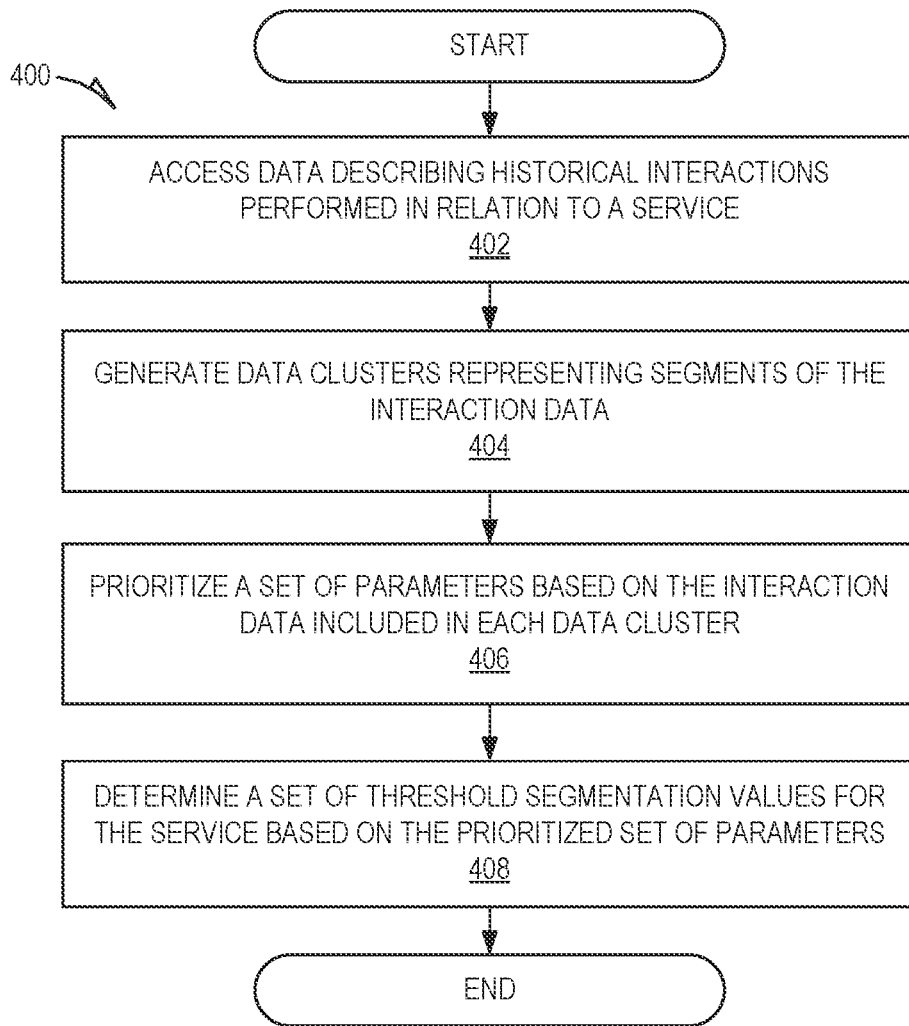 START
400
ACCESS DATA DESCRIBING HISTORICAL INTERACTIONS
PERFORMED IN RELATION TO A SERVICE
402
GENERATE DATA CLUSTERS REPRESENTING SEGMENTS OF THE
INTERACTION DATA
404
PRIORITIZE A SET OF PARAMETERS BASED ON THE INTERACTION
DATA INCLUDED IN EACH DATA CLUSTER
406
DETERMINE A SET OF THRESHOLD SEGMENTATION VALUES FOR
THE SERVICE BASED ON THE PRIORITIZED SET OF PARAMETERS
408
END